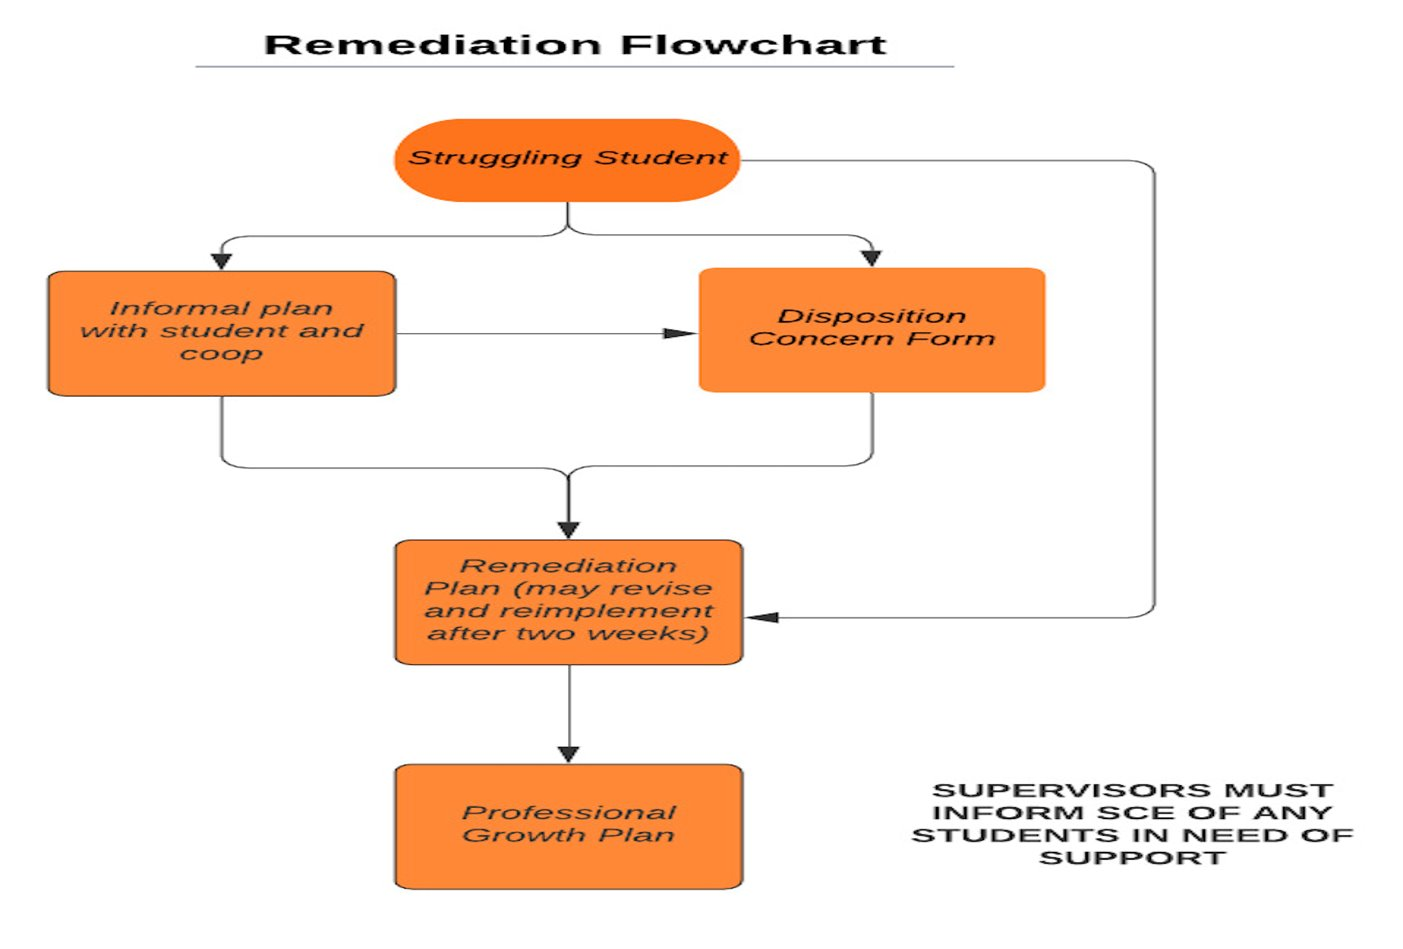 Remediation Flowchart
Struggling Student
Informal plan
with student and
coop
Disposition
Concern Form
Remediation
Plan (may revise
and reimplement
after two weeks)
Professional
Growth Plan
SUPERVISORS MUST
INFORM SCE OF ANY
STUDENTS IN NEED OF
SUPPORT